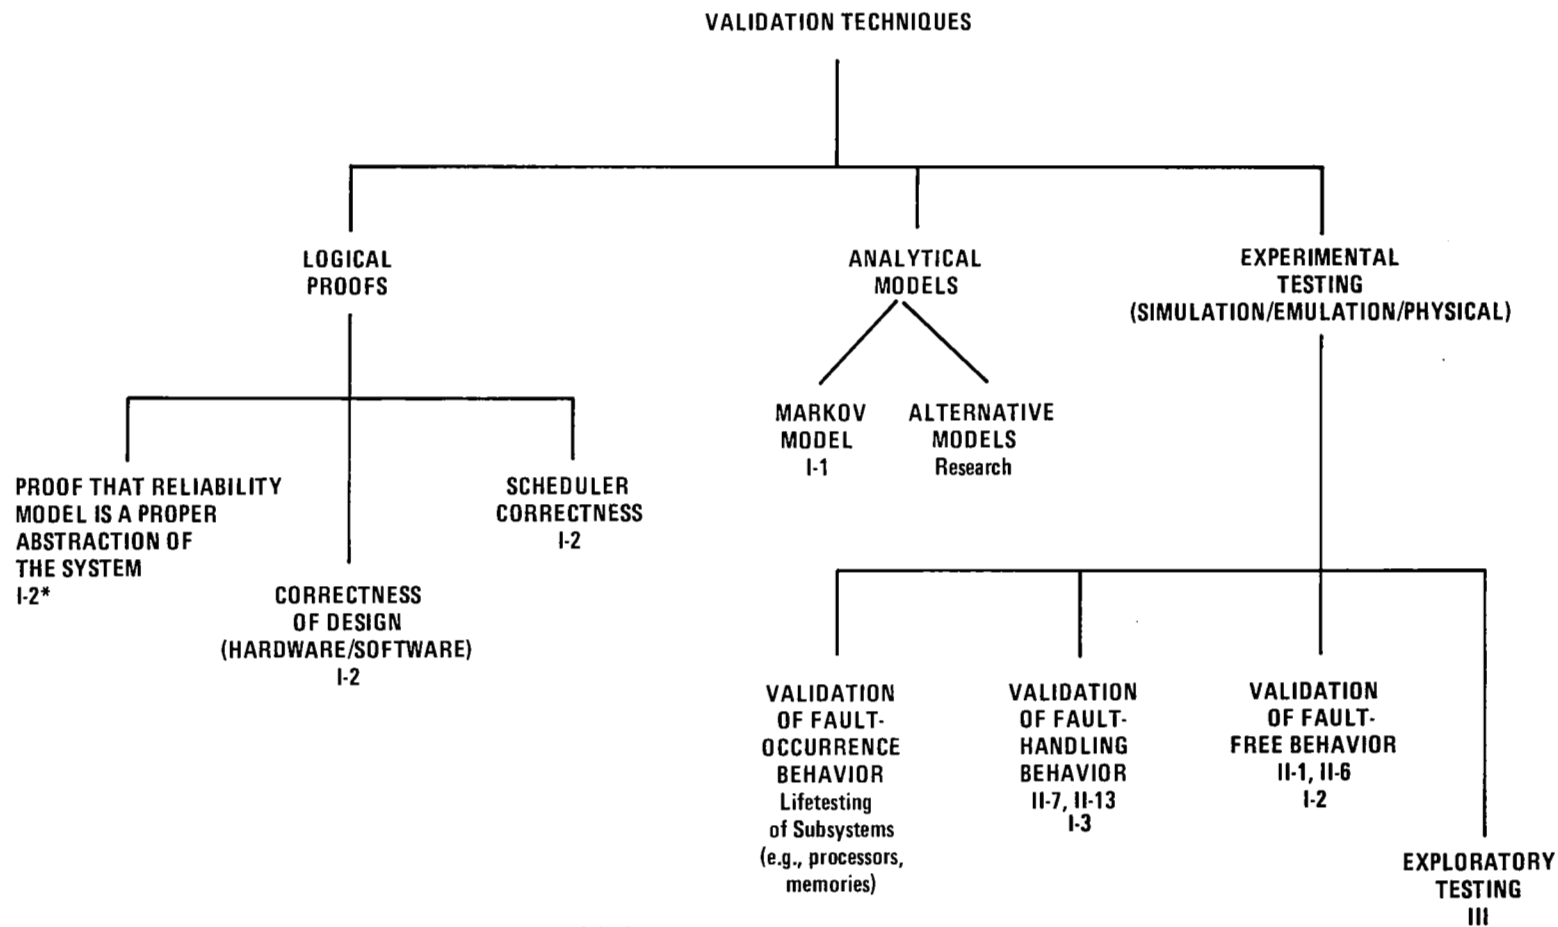 VALIDATION TECHNIQUES
LOGICAL
PROOFS
ANALYTICAL
MODELS
EXPERIMENTAL
TESTING
(SIMULATION/EMULATION/PHYSICAL)
MARKOV
MODEL
I-1
ALTERNATIVE
MODELS
Research
PROOF THAT RELIABILITY
MODEL IS A PROPER
ABSTRACTION OF
THE SYSTEM
I-2*
CORRECTNESS
OF DESIGN
(HARDWARE/SOFTWARE)
I-2
SCHEDULER
CORRECTNESS
I-2
VALIDATION
OF FAULT-
OCCURRENCE
BEHAVIOR
Lifetesting
of Subsystems
(e.g., processors,
memories)
VALIDATION
OF FAULT-
HANDLING
BEHAVIOR
II-7, II-13
I-3
VALIDATION
OF FAULT-
FREE BEHAVIOR
II-1, II-6
I-2
EXPLORATORY
TESTING
III